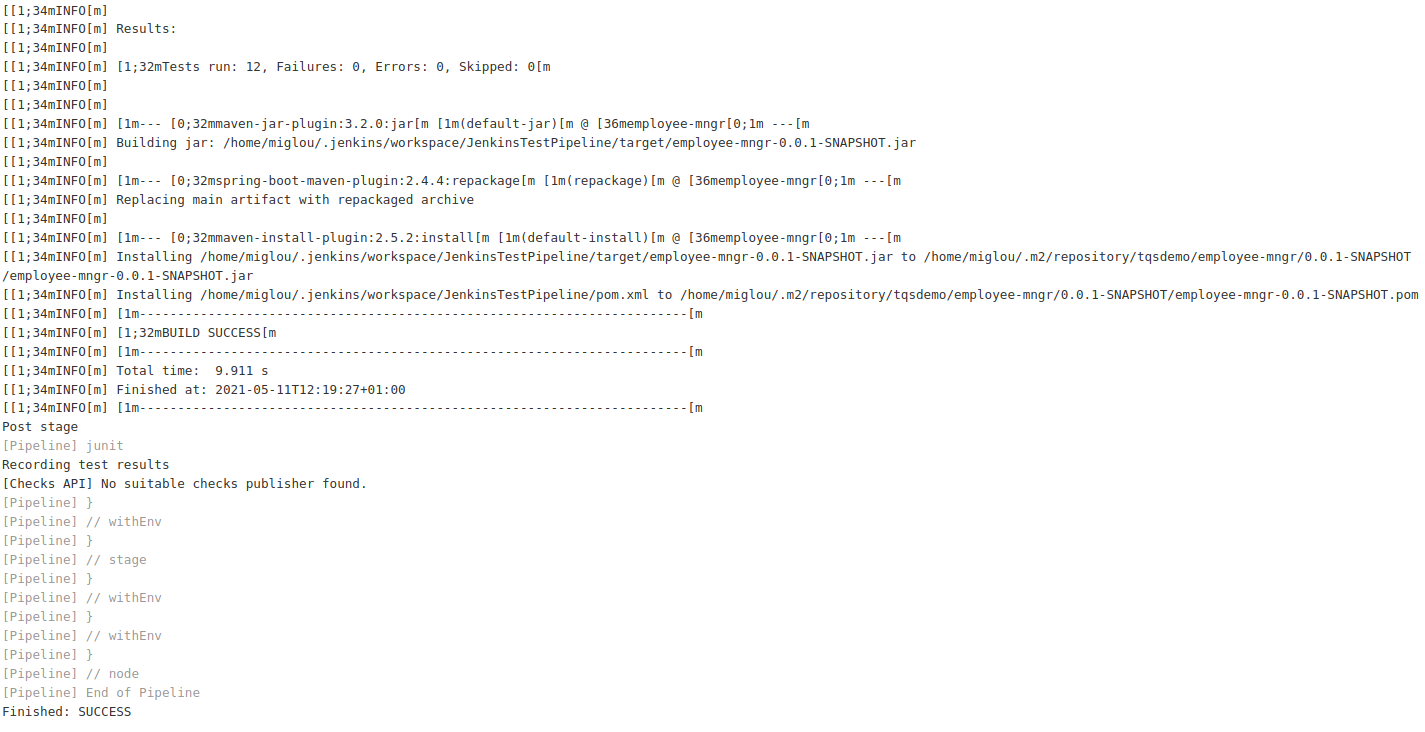 [[1;34mINFO[m]
[[1;34mINFO[m] Results:
[[1;34mINFO[m]
[[1;34mINFO[m] [1;32mTests run: 12, Failures: 0, Errors: 0, Skipped: 0[m
[[1;34mINFO[m]
[[1;34mINFO[m]
[[1;34mINFO[m] [1m--- [0;32mmaven-jar-plugin:3.2.0:jar[m [1m(default-jar)[m @ [36memployee-mngr[0;1m ---[m
[[1;34mINFO[m] Building jar: /home/miglou/.jenkins/workspace/JenkinsTestPipeline/target/employee-mngr-0.0.1-SNAPSHOT.jar
[[1;34mINFO[m]
[[1;34mINFO[m] [1m--- [0;32mspring-boot-maven-plugin:2.4.4:repackage[m [1m(repackage)[m @ [36memployee-mngr[0;1m ---[m
[[1;34mINFO[m] Replacing main artifact with repackaged archive
[[1;34mINFO[m]
[[1;34mINFO[m] [1m--- [0;32mmaven-install-plugin:2.5.2:install[m [1m(default-install)[m @ [36memployee-mngr[0;1m ---[m
[[1;34mINFO[m] Installing /home/miglou/.jenkins/workspace/JenkinsTestPipeline/target/employee-mngr-0.0.1-SNAPSHOT.jar to /home/miglou/.m2/repository/tqsdemo/employee-mngr/0.0.1-SNAPSHOT
/employee-mngr-0.0.1-SNAPSHOT.jar
[[1;34mINFO[m] Installing /home/miglou/.jenkins/workspace/JenkinsTestPipeline/pom.xml to /home/miglou/.m2/repository/tqsdemo/employee-mngr/0.0.1-SNAPSHOT/employee-mngr-0.0.1-SNAPSHOT.pom
[[1;34mINFO[m] [1m------------------------------------------------------------------------[m
[[1;34mINFO[m] [1;32mBUILD SUCCESS[m
[[1;34mINFO[m] [1m------------------------------------------------------------------------[m
[[1;34mINFO[m] Total time:  9.911 s
[[1;34mINFO[m] Finished at: 2021-05-11T12:19:27+01:00
[[1;34mINFO[m] [1m------------------------------------------------------------------------[m
Post stage
[Pipeline] junit
Recording test results
[Checks API] No suitable checks publisher found.
[Pipeline] }
[Pipeline] // withEnv
[Pipeline] }
[Pipeline] // stage
[Pipeline] }
[Pipeline] // withEnv
[Pipeline] }
[Pipeline] // withEnv
[Pipeline] }
[Pipeline] // node
[Pipeline] End of Pipeline
Finished: SUCCESS